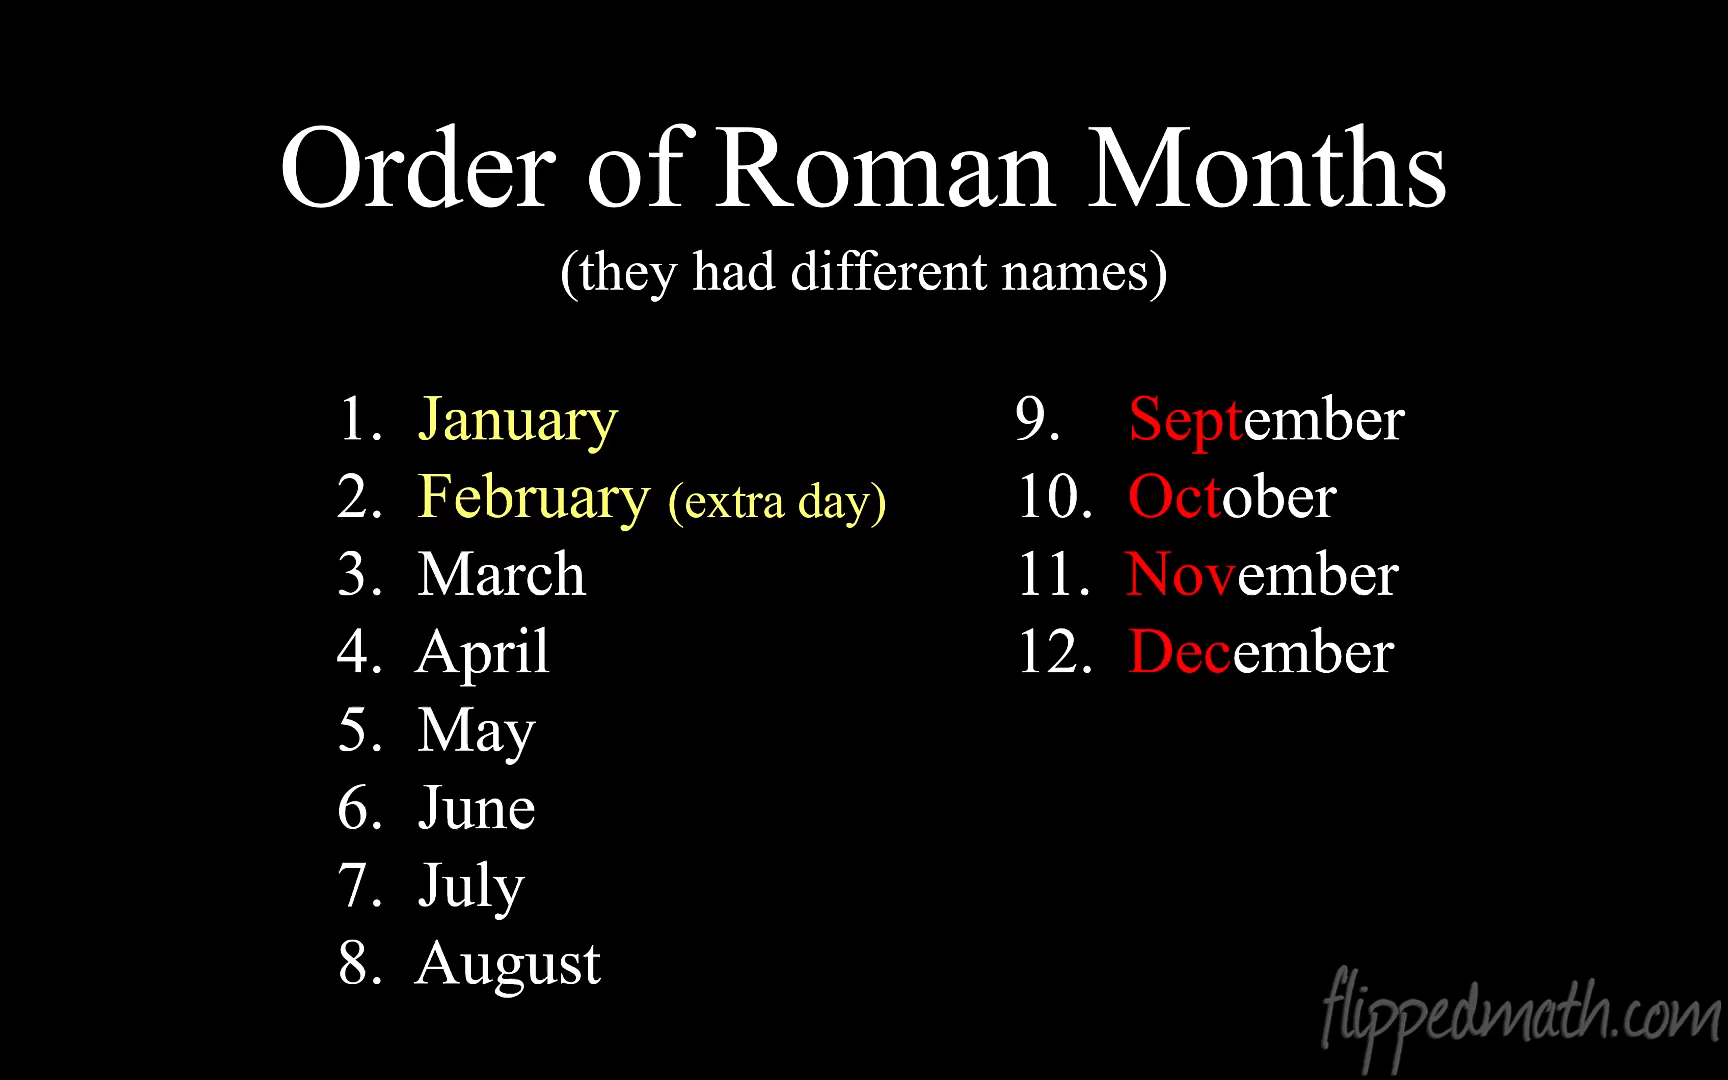 Order of Roman Months
(they had different names)
1. January
2. February (extra day)
3. March
4. April
5. May
6. June
7. July
8. August
9. September
10. October
11. November
12. December
flippedmath.com